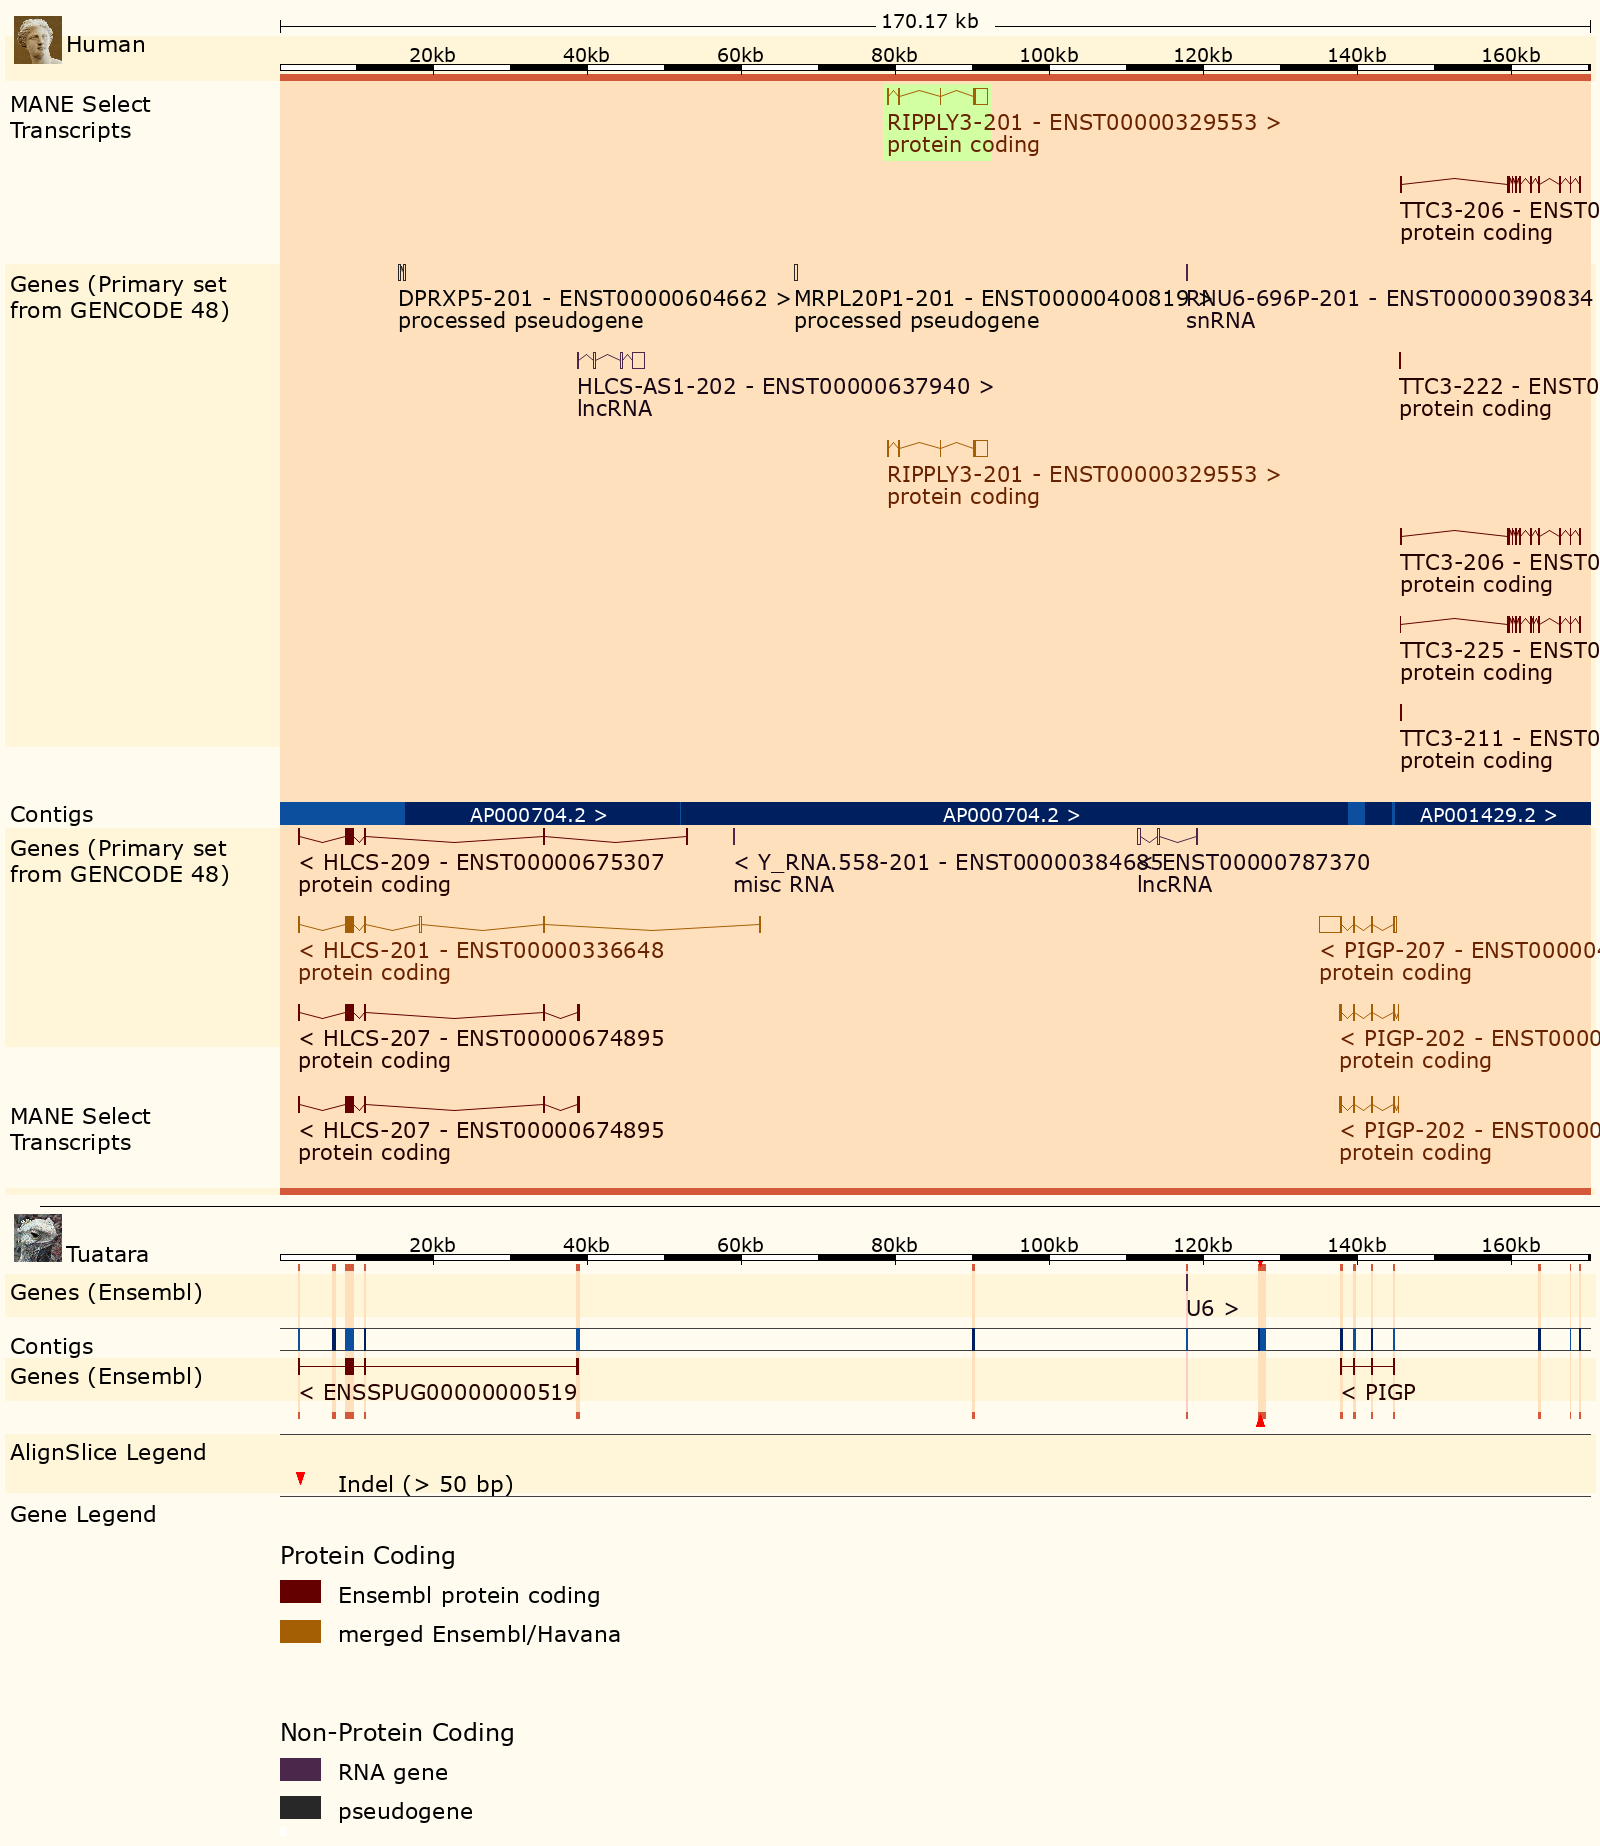 170.17 kb
Human
20kb 40kb 60kb 80kb 100kb 120kb 140kb 160kb
MANE Select
Transcripts
RIPPLY3-201 - ENST00000329553 >
protein coding
TTC3-206 - ENST0
protein coding
Genes (Primary set
from GENCODE 48)
DPRXP5-201 - ENST00000604662 >
processed pseudogene
MRPL20P1-201 - ENST00000400819 >
processed pseudogene
RNU6-696P-201 - ENST00000390834
snRNA
HLCS-AS1-202 - ENST00000637940 >
lncRNA
TTC3-222 - ENST0
protein coding
RIPPLY3-201 - ENST00000329553 >
protein coding
TTC3-206 - ENST0
protein coding
TTC3-225 - ENST0
protein coding
TTC3-211 - ENST0
protein coding
Contigs
AP000704.2 > AP000704.2 > AP001429.2 >
Genes (Primary set
from GENCODE 48)
< HLCS-209 - ENST00000675307
protein coding
< Y_RNA.558-201 - ENST00000384685
misc RNA
< ENST00000787370
lncRNA
< HLCS-201 - ENST00000336648
protein coding
< PIGP-207 - ENST000004
protein coding
< HLCS-207 - ENST00000674895
protein coding
< PIGP-202 - ENST0000
protein coding
MANE Select
Transcripts
< HLCS-207 - ENST00000674895
protein coding
< PIGP-202 - ENST0000
protein coding
Tuatara
20kb 40kb 60kb 80kb 100kb 120kb 140kb 160kb
Genes (Ensembl)
U6 >
Contigs
Genes (Ensembl)
< ENSSPUG00000000519
< PIGP
AlignSlice Legend
Indel (> 50 bp)
Gene Legend
Protein Coding
Ensembl protein coding
merged Ensembl/Havana
Non-Protein Coding
RNA gene
pseudogene